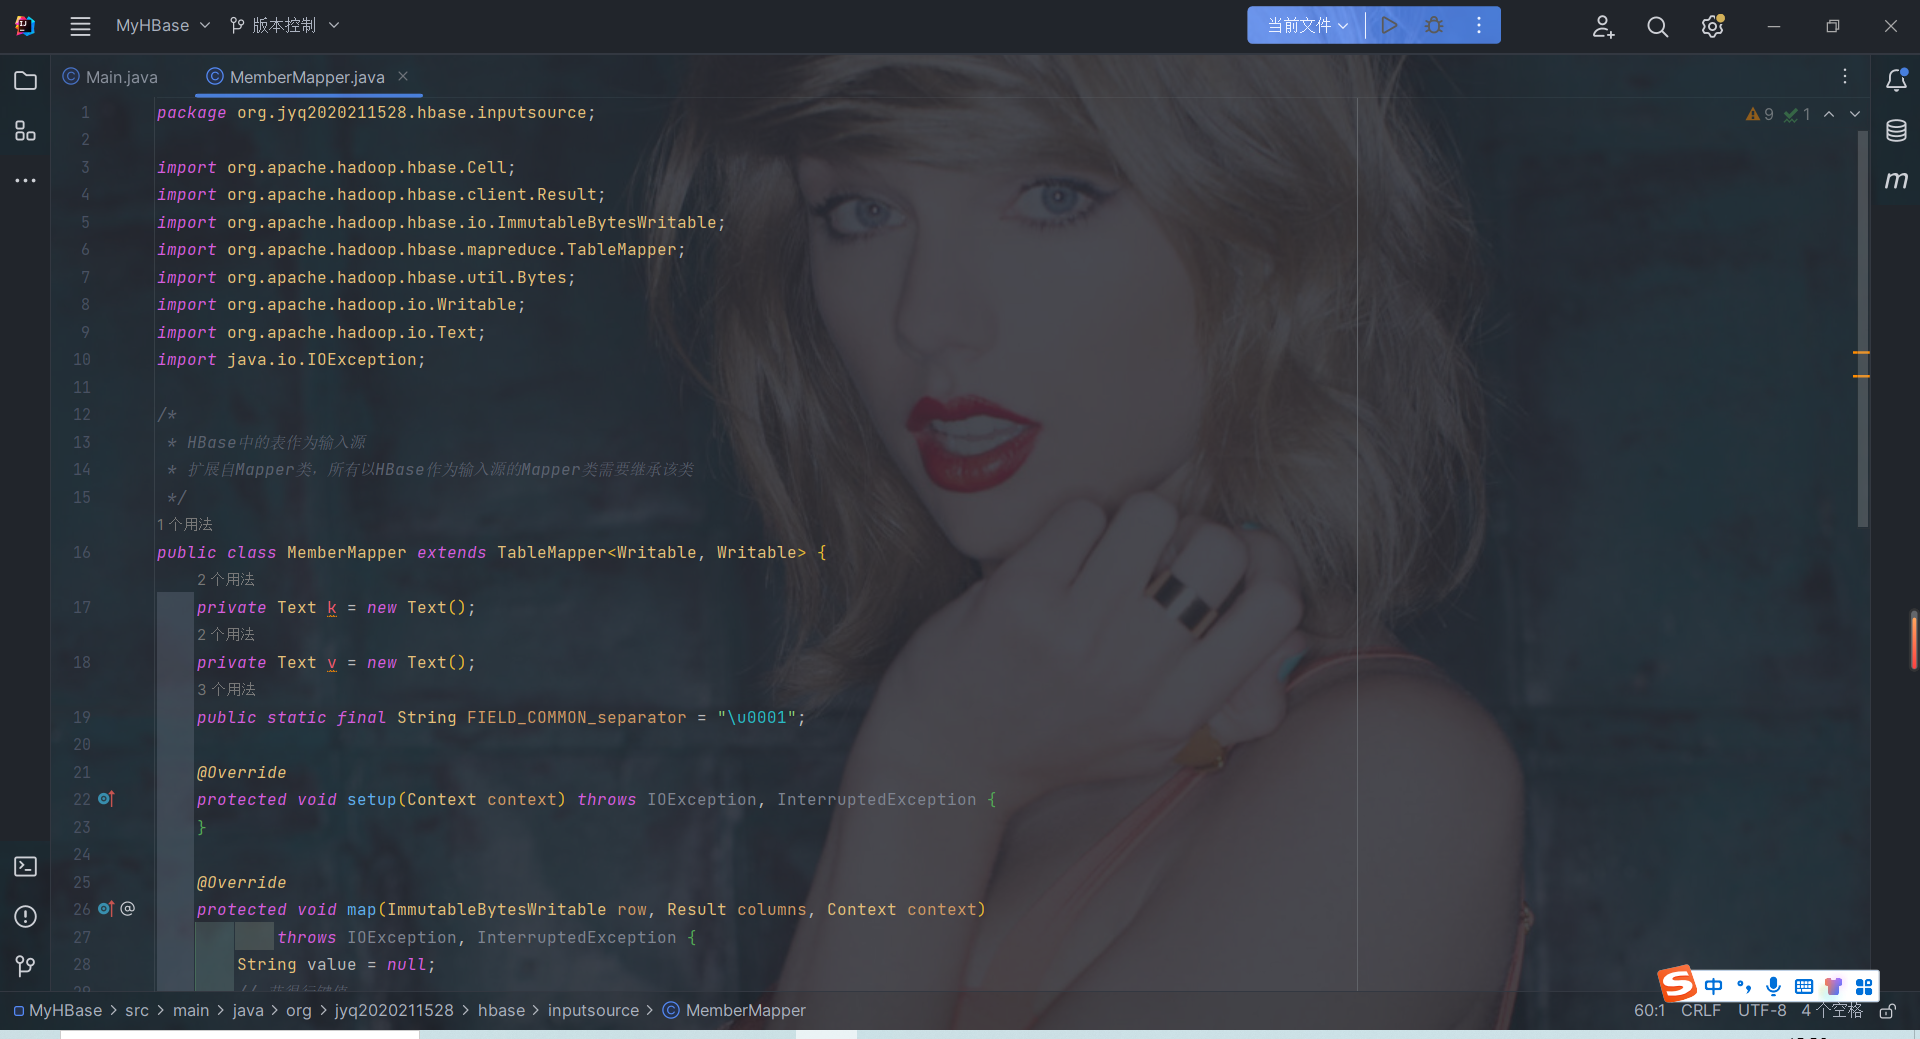 MyHBase
版本控制
当前文件
Main.java
MemberMapper.java
9
1
1 package org.jyq2020211528.hbase.inputsource;
2
3 import org.apache.hadoop.hbase.Cell;
4 import org.apache.hadoop.hbase.client.Result;
5 import org.apache.hadoop.hbase.io.ImmutableBytesWritable;
6 import org.apache.hadoop.hbase.mapreduce.TableMapper;
7 import org.apache.hadoop.hbase.util.Bytes;
8 import org.apache.hadoop.io.Writable;
9 import org.apache.hadoop.io.Text;
10 import java.io.IOException;
11
12 /*
13 * HBase中的表作为输入源
14 * 扩展自Mapper类，所有以HBase作为输入源的Mapper类需要继承该类
15 */
1 个用法
16 public class MemberMapper extends TableMapper<Writable, Writable> {
2 个用法
17 private Text k = new Text();
2 个用法
18 private Text v = new Text();
3 个用法
19 public static final String FIELD_COMMON_separator = "\u0001";
20
21 @Override
22 protected void setup(Context context) throws IOException, InterruptedException {
23 }
24
25 @Override
26 @ protected void map(ImmutableBytesWritable row, Result columns, Context context)
27 throws IOException, InterruptedException {
28 String value = null;
m
中
MyHBase > src > main > java > org > jyq2020211528 > hbase > inputsource > MemberMapper
60:1 CRLF UTF-8 4 个空格